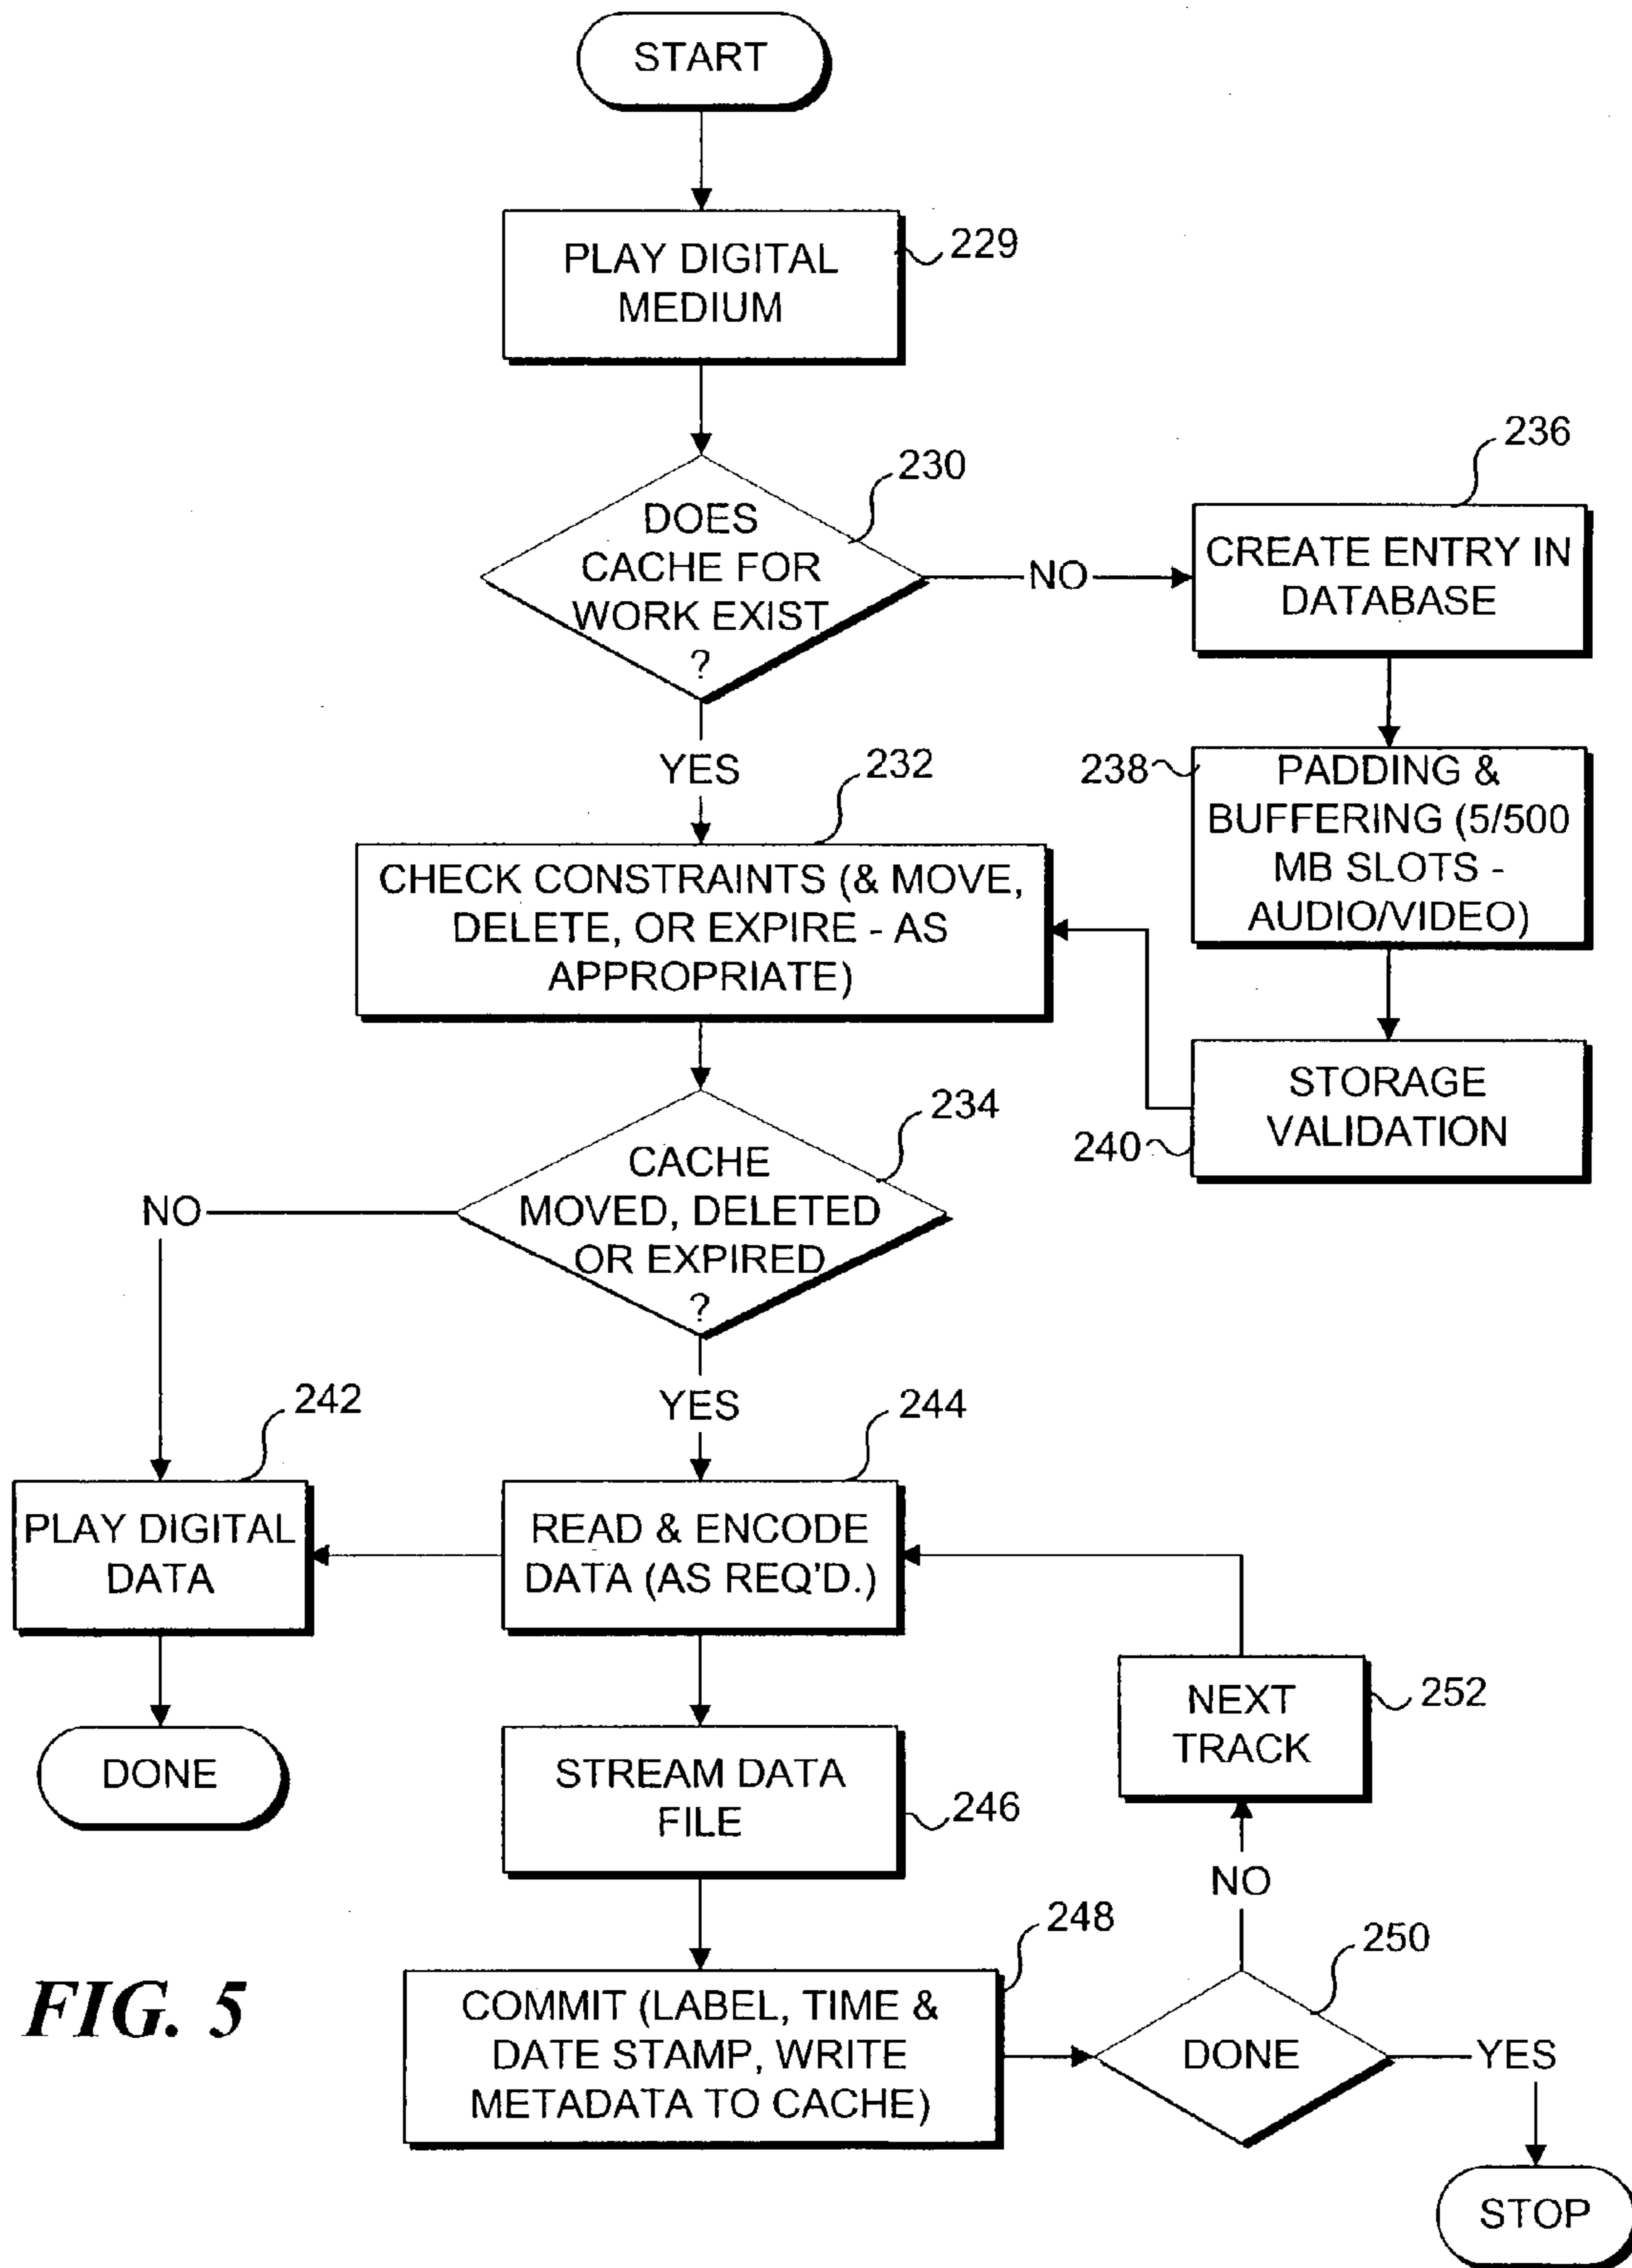 START
PLAY DIGITAL
MEDIUM
229
DOES
CACHE FOR
WORK EXIST
?
230
NO
236
CREATE ENTRY IN
DATABASE
YES
232
238
PADDING &
BUFFERING (5/500
MB SLOTS -
AUDIO/VIDEO)
CHECK CONSTRAINTS (& MOVE,
DELETE, OR EXPIRE - AS
APPROPRIATE)
STORAGE
VALIDATION
240
234
CACHE
MOVED, DELETED
OR EXPIRED
?
NO
YES
242
244
PLAY DIGITAL
DATA
READ & ENCODE
DATA (AS REQ'D.)
DONE
STREAM DATA
FILE
246
NEXT
TRACK
252
NO
248
250
COMMIT (LABEL, TIME &
DATE STAMP, WRITE
METADATA TO CACHE)
DONE
YES
STOP
FIG. 5